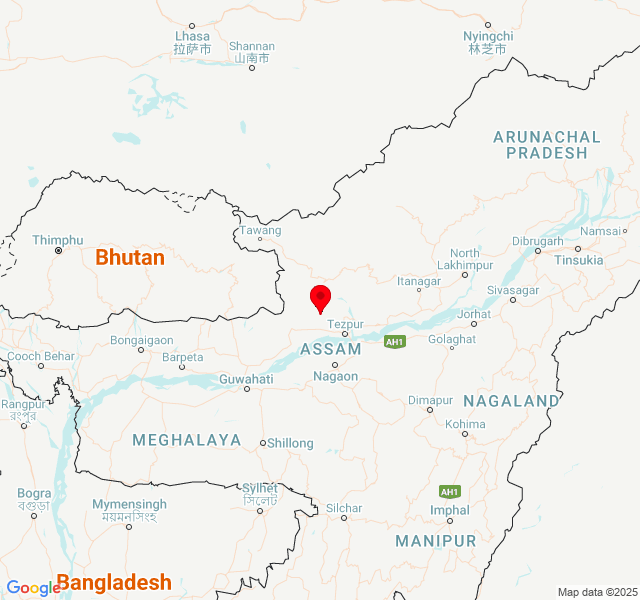 Lhasa
拉萨市
Shannan
山南市
Nyingchi
林芝市
ARUNACHAL
PRADESH
Tawang
Thimphu
Bhutan
Namsai
Dibrugarh
Tinsukia
North
Lakhimpur
Itanagar
Sivasagar
Jorhat
Tezpur
AH1
Golaghat
ASSAM
Bongaigaon
Cooch Behar
Barpeta
Guwahati
Nagaon
Dimapur
NAGALAND
Rangpur
রংপুর
Kohima
MEGHALAYA
Shillong
Bogra
বগুড়া
Mymensingh
ময়মনসিংহ
Sylhet
সিলেট
Silchar
AH1
Imphal
MANIPUR
Bangladesh
Google
Map data ©2025